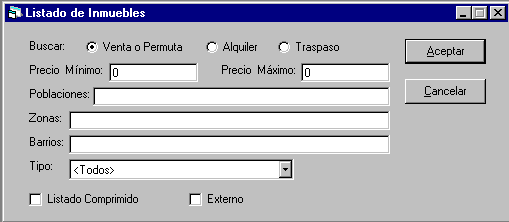 Listado de Inmuebles
Buscar: Venta o Permuta Alquiler Traspaso Aceptar
Precio Mínimo: 0 Precio Máximo: 0
Poblaciones: Cancelar
Zonas:
Barrios:
Tipo: <Todos>
Listado Comprimido Externo